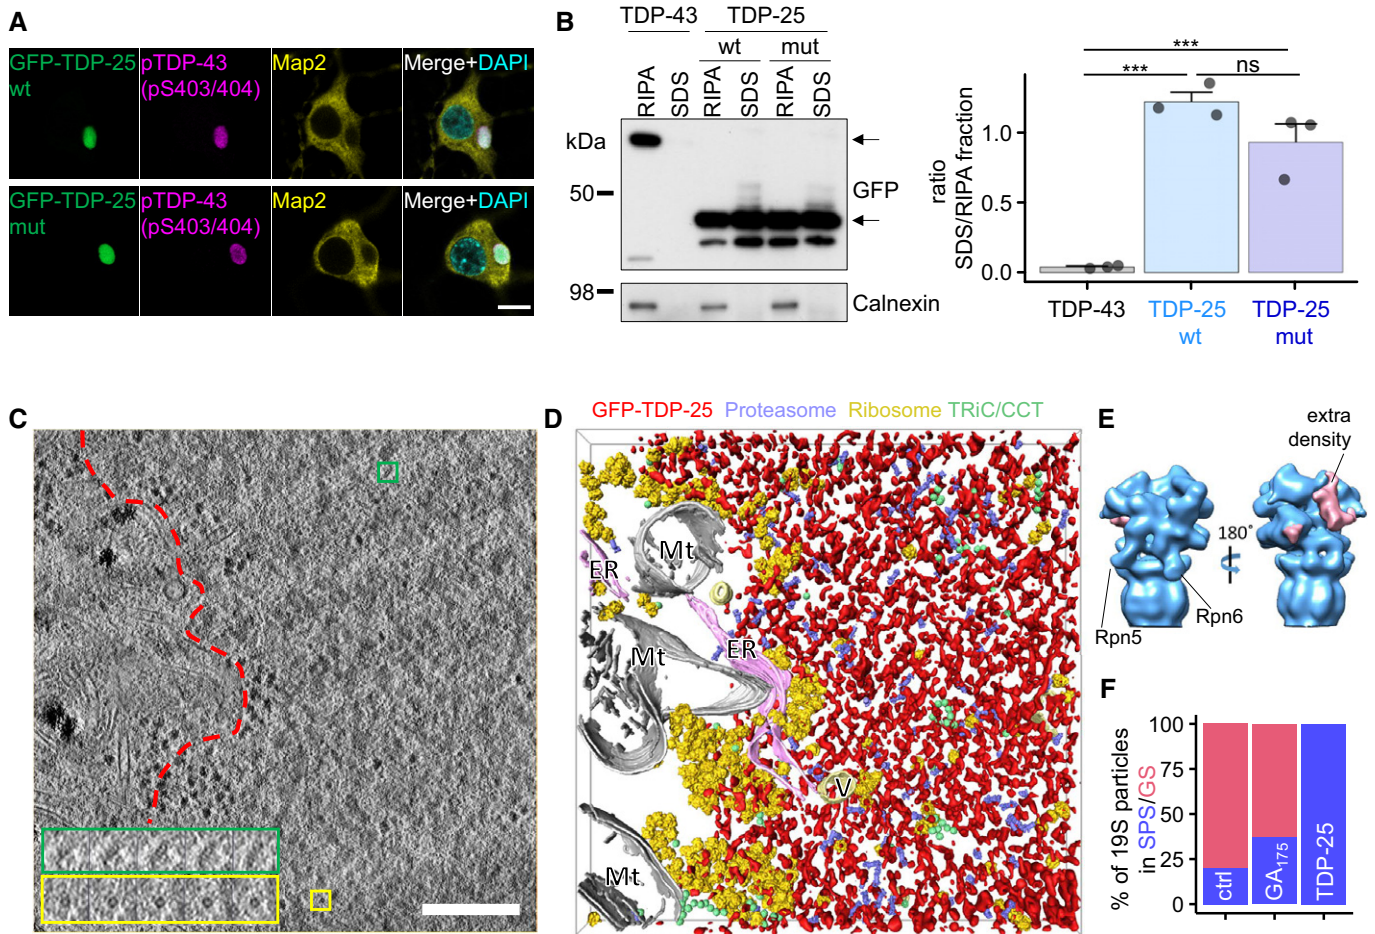 A
GFP-TDP-25
wt
pTDP-43
(pS403/404)
Map2
Merge+DAPI
GFP-TDP-25
mut
pTDP-43
(pS403/404)
Map2
Merge+DAPI
B
TDP-43 TDP-25
wt mut
RIPA SDS RIPA SDS RIPA SDS
kDa
50
GFP
98
Calnexin
ratio
SDS/RIPA fraction
1.0
0.5
0.0
***
*** ns
TDP-43 TDP-25 TDP-25
wt mut
C
D
GFP-TDP-25 Proteasome Ribosome TRiC/CCT
Mt
ER
ER
Mt
V
Mt
E
extra
density
180°
Rpn5
Rpn6
F
% of 19S particles
in SPS/GS
100
75
50
25
0
ctrl
GA175
TDP-25